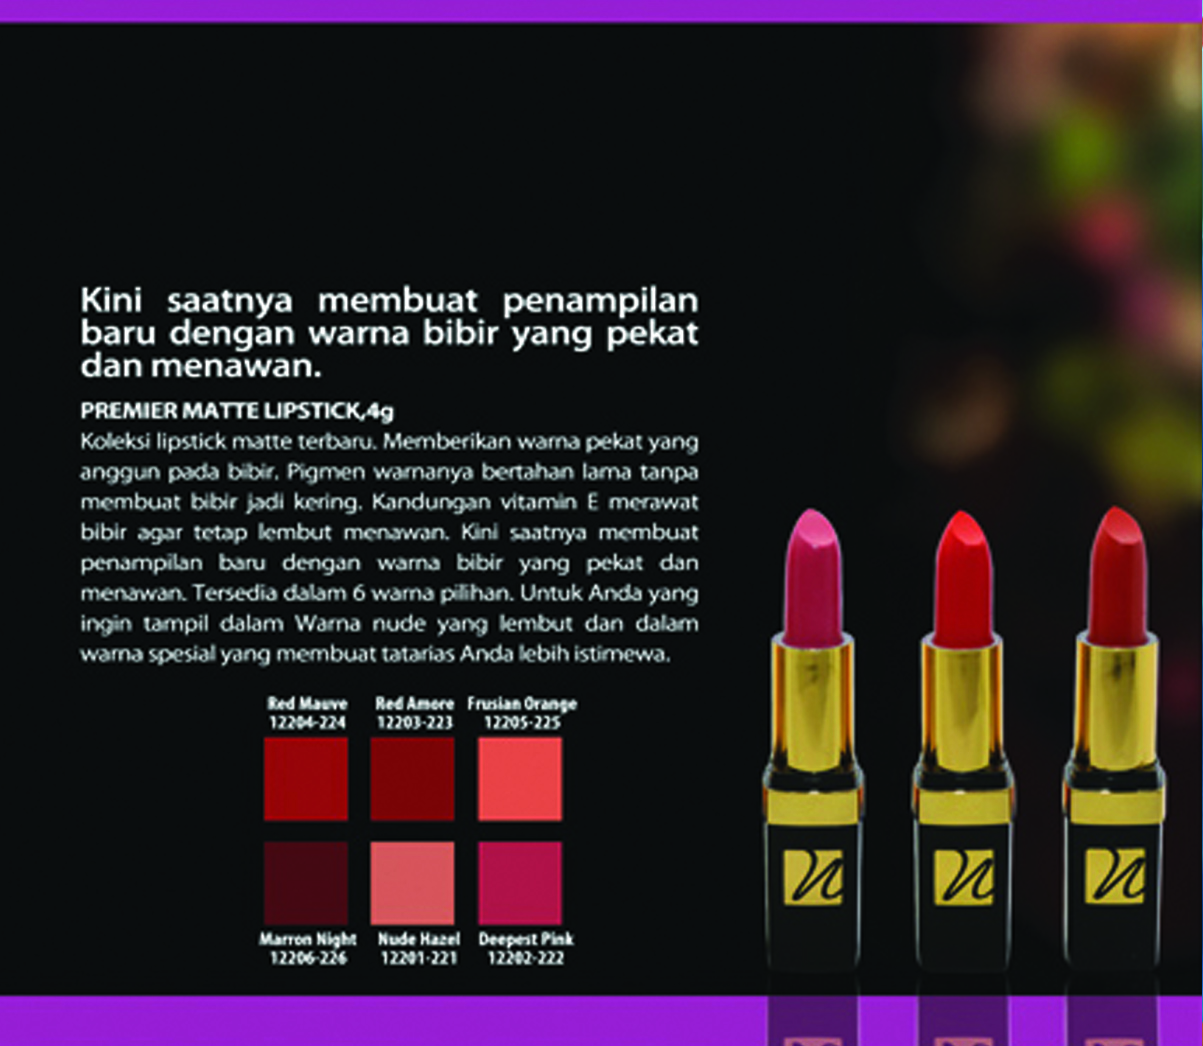 Kini saatnya membuat penampilan
baru dengan warna bibir yang pekat
dan menawan.
PREMIER MATTE LIPSTICK,4g
Koleksi lipstick matte terbaru. Memberikan warna pekat yang
anggun pada bibir. Pigmen warnanya bertahan lama tanpa
membuat bibir jadi kering. Kandungan vitamin E merawat
bibir agar tetap lembut menawan. Kini saatnya membuat
penampilan baru dengan warna bibir yang pekat dan
menawan. Tersedia dalam 6 warna pilihan. Untuk Anda yang
ingin tampil dalam Warna nude yang lembut dan dalam
warna spesial yang membuat tatarias Anda lebih istimewa.
Red Mauve Red Amore Frusian Orange
12204-224 12203-223 12205-225
Marron Night Nude Hazel Deepest Pink
12206-226 12201-221 12202-222